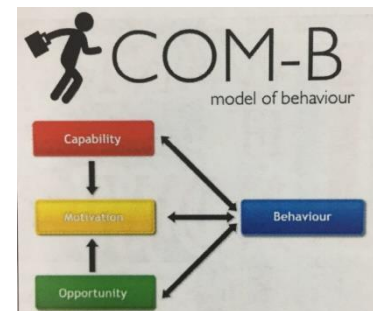 COM-B
model of behaviour
Capability
Motivation
Behaviour
Opportunity